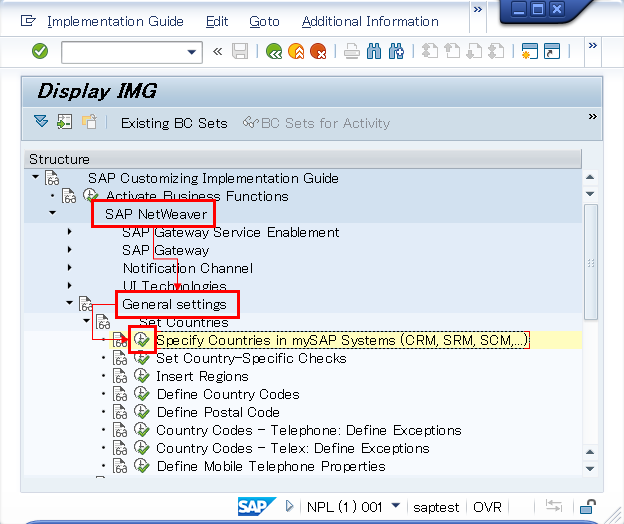 Implementation Guide Edit Goto Additional Information »
« »
Display IMG
Existing BC Sets BC Sets for Activity »
Structure
SAP Customizing Implementation Guide
Activate Business Functions
SAP NetWeaver
SAP Gateway Service Enablement
SAP Gateway
Notification Channel
UI Technologies
General settings
Set Countries
Specify Countries in mySAP Systems (CRM, SRM, SCM,...)
Set Country-Specific Checks
Insert Regions
Define Country Codes
Define Postal Code
Country Codes - Telephone: Define Exceptions
Country Codes - Telex: Define Exceptions
Define Mobile Telephone Properties
SAP NPL (1) 001 saptest OVR